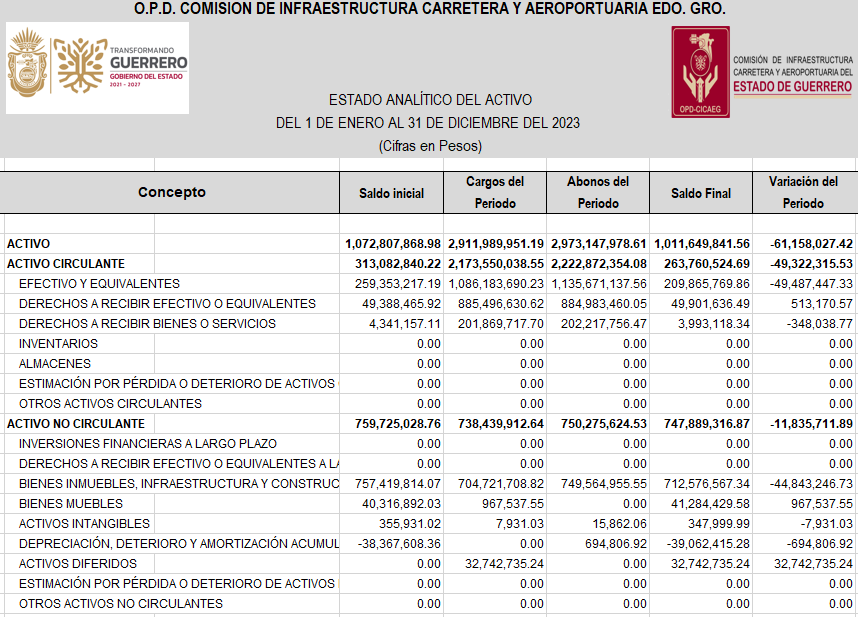 O.P.D. COMISION DE INFRAESTRUCTURA CARRETERA Y AEROPORTUARIA EDO. GRO.
TRANSFORMANDO
GUERRERO
GOBIERNO DEL ESTADO
2021 - 2027
COMISIÓN DE INFRAESTRUCTURA
CARRETERA Y AEROPORTUARIA DEL
ESTADO DE GUERRERO
OPD-CICAEG
ESTADO ANALÍTICO DEL ACTIVO
DEL 1 DE ENERO AL 31 DE DICIEMBRE DEL 2023
(Cifras en Pesos)
Concepto Saldo inicial Cargos del Periodo Abonos del Periodo Saldo Final Variación del Periodo
ACTIVO 1,072,807,868.98 2,911,989,951.19 2,973,147,978.61 1,011,649,841.56 -61,158,027.42
ACTIVO CIRCULANTE 313,082,840.22 2,173,550,038.55 2,222,872,354.08 263,760,524.69 -49,322,315.53
EFECTIVO Y EQUIVALENTES 259,353,217.19 1,086,183,690.23 1,135,671,137.56 209,865,769.86 -49,487,447.33
DERECHOS A RECIBIR EFECTIVO O EQUIVALENTES 49,388,465.92 885,496,630.62 884,983,460.05 49,901,636.49 513,170.57
DERECHOS A RECIBIR BIENES O SERVICIOS 4,341,157.11 201,869,717.70 202,217,756.47 3,993,118.34 -348,038.77
INVENTARIOS 0.00 0.00 0.00 0.00 0.00
ALMACENES 0.00 0.00 0.00 0.00 0.00
ESTIMACIÓN POR PÉRDIDA O DETERIORO DE ACTIVOS 0.00 0.00 0.00 0.00 0.00
OTROS ACTIVOS CIRCULANTES 0.00 0.00 0.00 0.00 0.00
ACTIVO NO CIRCULANTE 759,725,028.76 738,439,912.64 750,275,624.53 747,889,316.87 -11,835,711.89
INVERSIONES FINANCIERAS A LARGO PLAZO 0.00 0.00 0.00 0.00 0.00
DERECHOS A RECIBIR EFECTIVO O EQUIVALENTES A LA 0.00 0.00 0.00 0.00 0.00
BIENES INMUEBLES, INFRAESTRUCTURA Y CONSTRUC 757,419,814.07 704,721,708.82 749,564,955.55 712,576,567.34 -44,843,246.73
BIENES MUEBLES 40,316,892.03 967,537.55 0.00 41,284,429.58 967,537.55
ACTIVOS INTANGIBLES 355,931.02 7,931.03 15,862.06 347,999.99 -7,931.03
DEPRECIACIÓN, DETERIORO Y AMORTIZACIÓN ACUMUL -38,367,608.36 0.00 694,806.92 -39,062,415.28 -694,806.92
ACTIVOS DIFERIDOS 0.00 32,742,735.24 0.00 32,742,735.24 32,742,735.24
ESTIMACIÓN POR PÉRDIDA O DETERIORO DE ACTIVOS 0.00 0.00 0.00 0.00 0.00
OTROS ACTIVOS NO CIRCULANTES 0.00 0.00 0.00 0.00 0.00